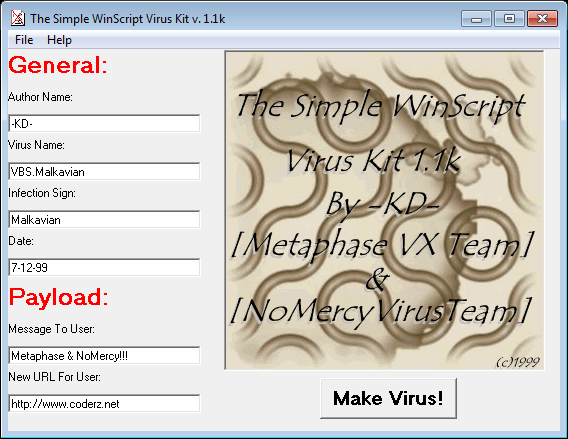 The Simple WinScript Virus Kit v. 1.1k
File Help
General:
Author Name:
-KD-
Virus Name:
VBS.Malkavian
Infection Sign:
Malkavian
Date:
7-12-99
Payload:
Message To User:
Metaphase & NoMercy!!!
New URL For User:
http://www.coderz.net
The Simple WinScript
Virus Kit 1.1k
By -KD-
[Metaphase VX Team]
&
[NoMercyVirusTeam]
(c)1999
Make Virus!